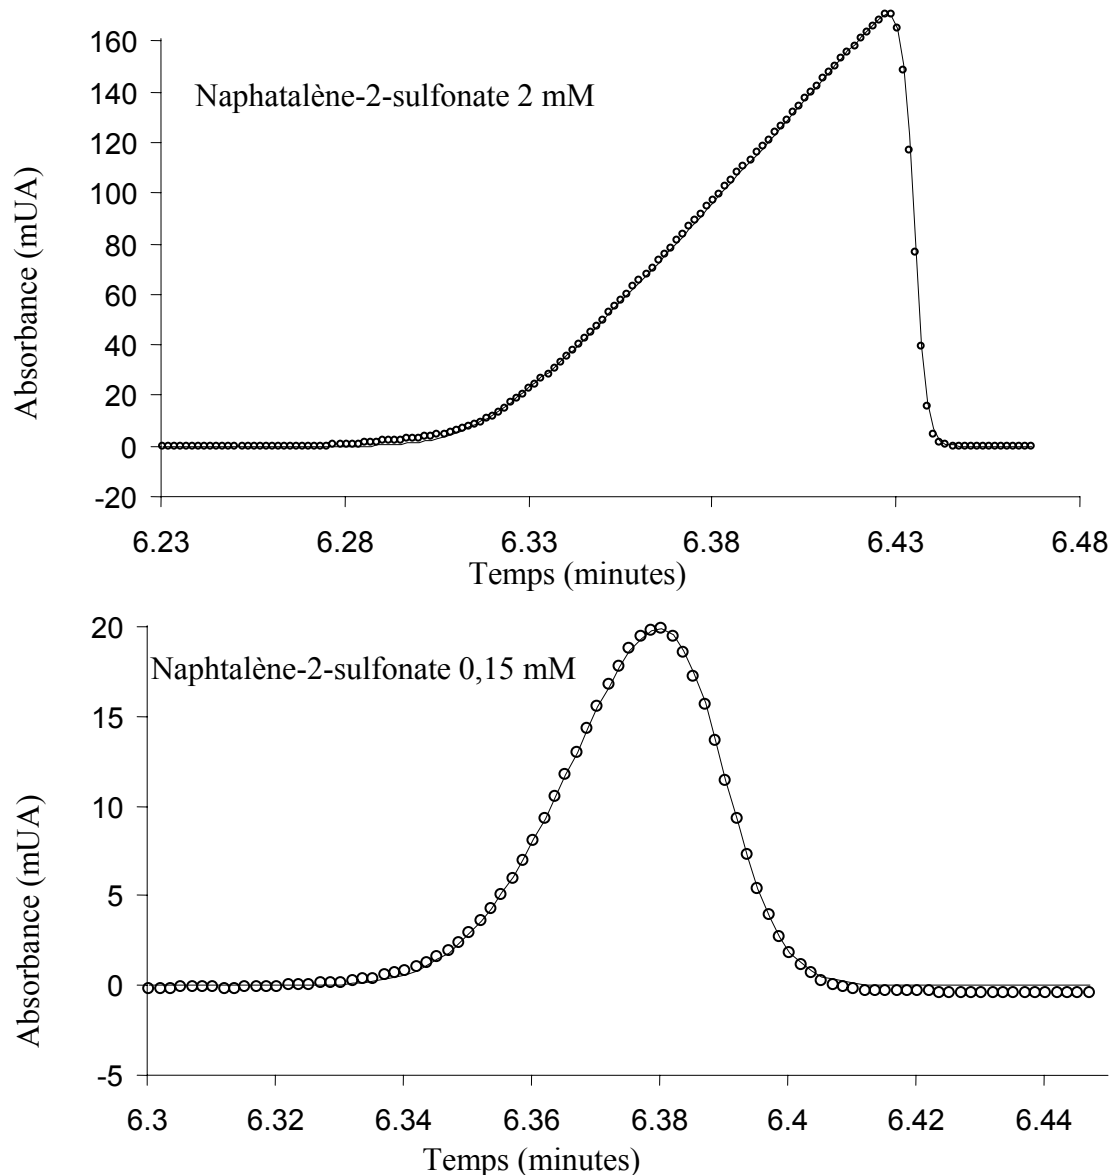 160
Naphatalène-2-sulfonate 2 mM
140
120
100
80
60
40
20
0
-20
Absorbance (mUA)
6.23 6.28 6.33 6.38 6.43 6.48
Temps (minutes)
20
Naphtalène-2-sulfonate 0,15 mM
15
10
5
0
-5
Absorbance (mUA)
6.3 6.32 6.34 6.36 6.38 6.4 6.42 6.44
Temps (minutes)